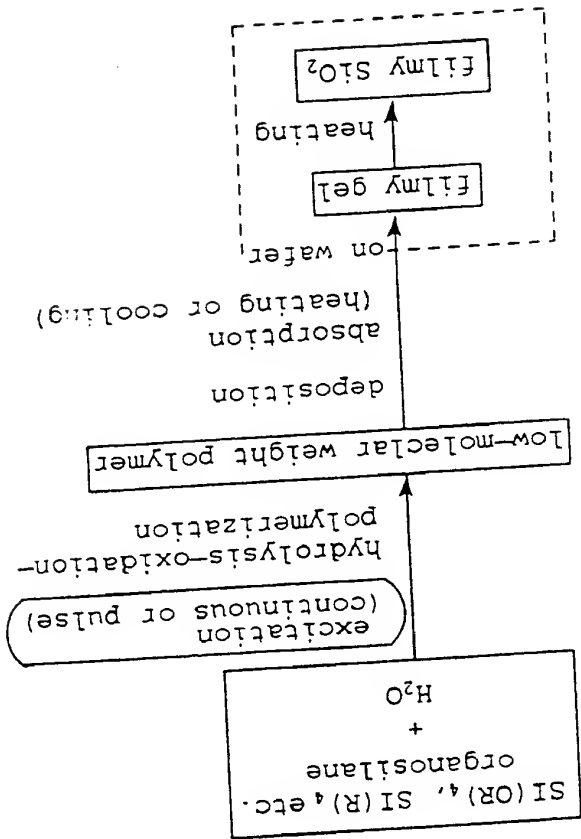 SI(OR)₄, SI(R)₄ etc.
organosilane
+
H₂O
excitation
(continuous or pulse)
hydrolysis-oxidation-
polymerization
low-moleclar weight polymer
deposition
absorption
(heating or cooling)
on wafer
filmy gel
heating
filmy SiO₂